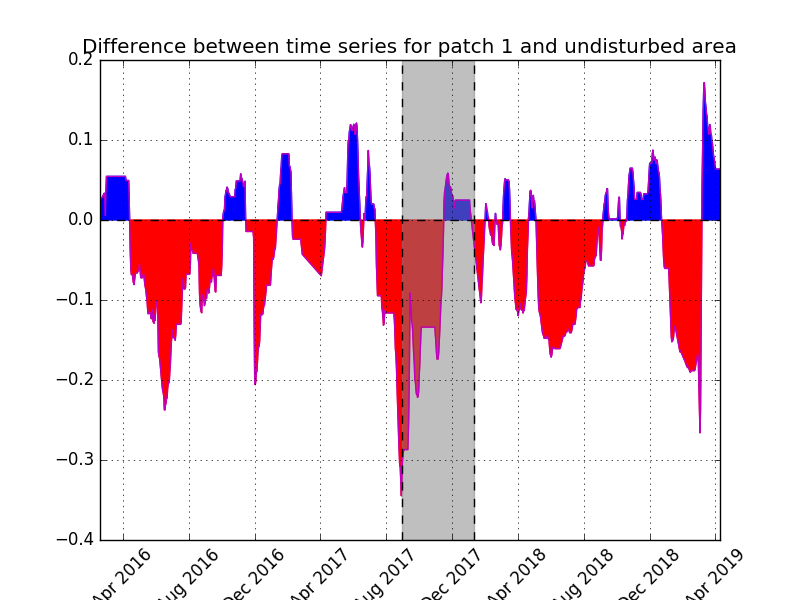 Difference between time series for patch 1 and undisturbed area
0.2
0.1
0.0
−0.1
−0.2
−0.3
−0.4
Apr 2016
Aug 2016
Dec 2016
Apr 2017
Aug 2017
Dec 2017
Apr 2018
Aug 2018
Dec 2018
Apr 2019